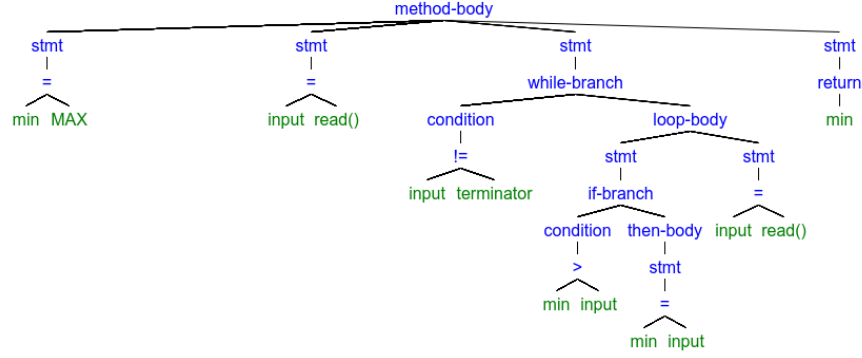 method-body
stmt stmt stmt stmt
= = while-branch return
min MAX input read() condition loop-body min
!= stmt stmt
input terminator if-branch =
condition then-body input read()
> stmt
min input =
min input